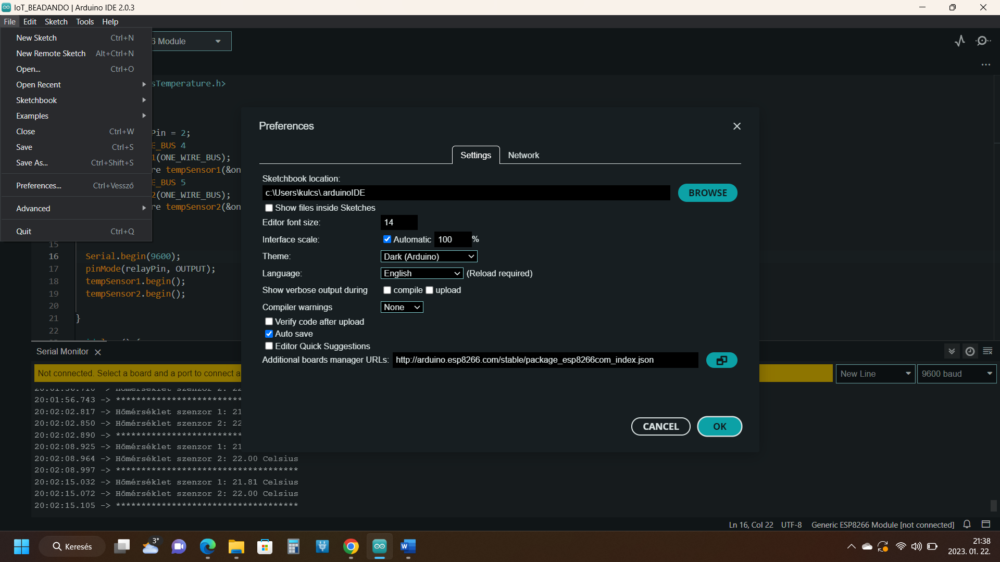 IoT_BEADANDO | Arduino IDE 2.0.3
File Edit Sketch Tools Help
New Sketch Ctrl+N
New Remote Sketch Alt+Ctrl+N
Open... Ctrl+O
Open Recent
Sketchbook
Examples
Close Ctrl+W
Save Ctrl+S
Save As... Ctrl+Shift+S
Preferences... Ctrl+Vessző
Advanced
Quit Ctrl+Q
6 Module
sTemperature.h>
Pin = 2;
E_BUS 4
1(ONE_WIRE_BUS);
re tempSensor1(&on
E_BUS 5
2(ONE_WIRE_BUS);
re tempSensor2(&on
15
16 Serial.begin(9600);
17 pinMode(relayPin, OUTPUT);
18 tempSensor1.begin();
19 tempSensor2.begin();
20
21 }
22
Preferences
Settings Network
Sketchbook location:
c:\Users\kulcs\.arduinoIDE BROWSE
Show files inside Sketches
Editor font size: 14
Interface scale: Automatic 100 %
Theme: Dark (Arduino)
Language: English (Reload required)
Show verbose output during compile upload
Compiler warnings None
Verify code after upload
Auto save
Editor Quick Suggestions
Additional boards manager URLs: http://arduino.esp8266.com/stable/package_esp8266com_index.json
CANCEL OK
Serial Monitor
Not connected. Select a board and a port to connect a
New Line 9600 baud
20:01:56.710 -> Hőmérséklet szenzor 2: 22
20:01:56.743 -> *************************
20:02:02.817 -> Hőmérséklet szenzor 1: 21
20:02:02.850 -> Hőmérséklet szenzor 2: 22
20:02:02.890 -> *************************
20:02:08.925 -> Hőmérséklet szenzor 1: 21
20:02:08.964 -> Hőmérséklet szenzor 2: 22.00 Celsius
20:02:08.997 -> ************************************
20:02:15.032 -> Hőmérséklet szenzor 1: 21.81 Celsius
20:02:15.072 -> Hőmérséklet szenzor 2: 22.00 Celsius
20:02:15.105 -> ************************************
Ln 16, Col 22 UTF-8 Generic ESP8266 Module [not connected]
Keresés
3°
21:38
2023. 01. 22.